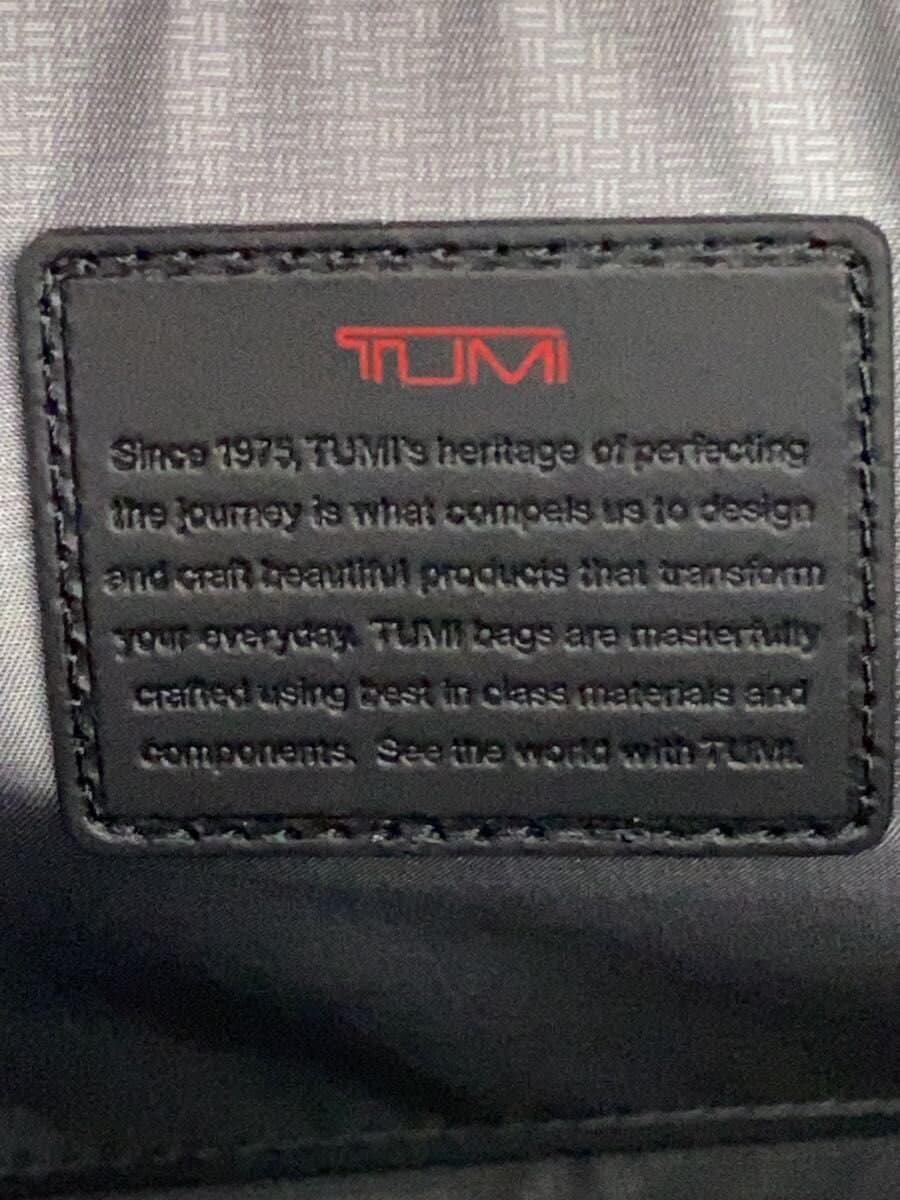 TUMI
Since 1975, TUMI's heritage of perfecting
the journey is what compels us to design
and craft beautiful products that transform
your everyday. TUMI bags are masterfully
crafted using best in class materials and
components. See the world with TUMI.